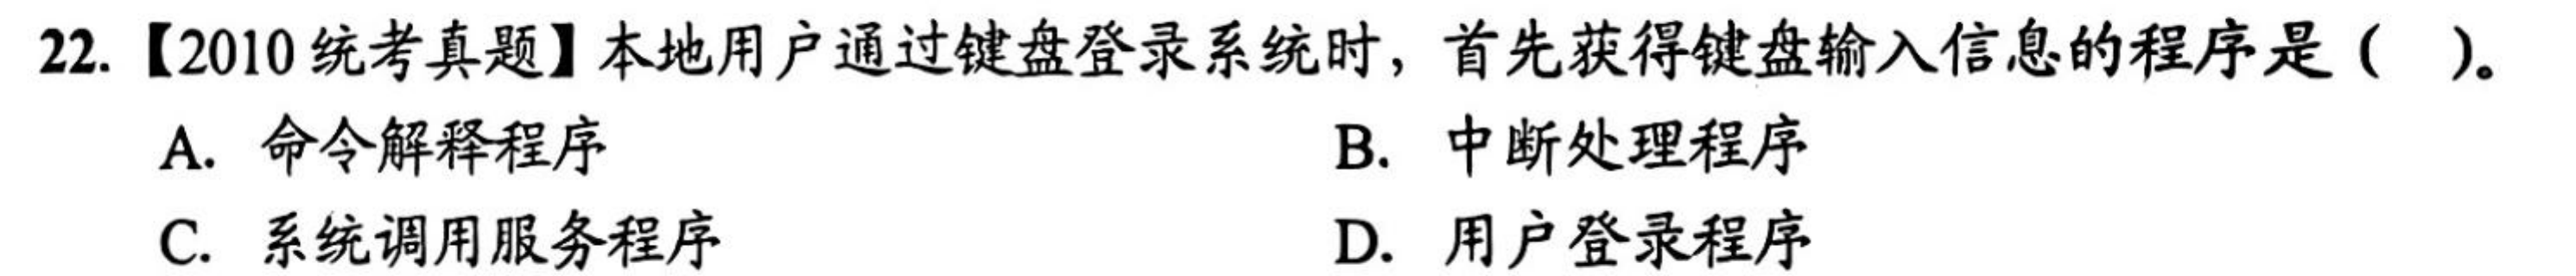 22.【2010 统考真题】本地用户通过键盘登录系统时，首先获得键盘输入信息的程序是（ ）。
A. 命令解释程序 B. 中断处理程序
C. 系统调用服务程序 D. 用户登录程序